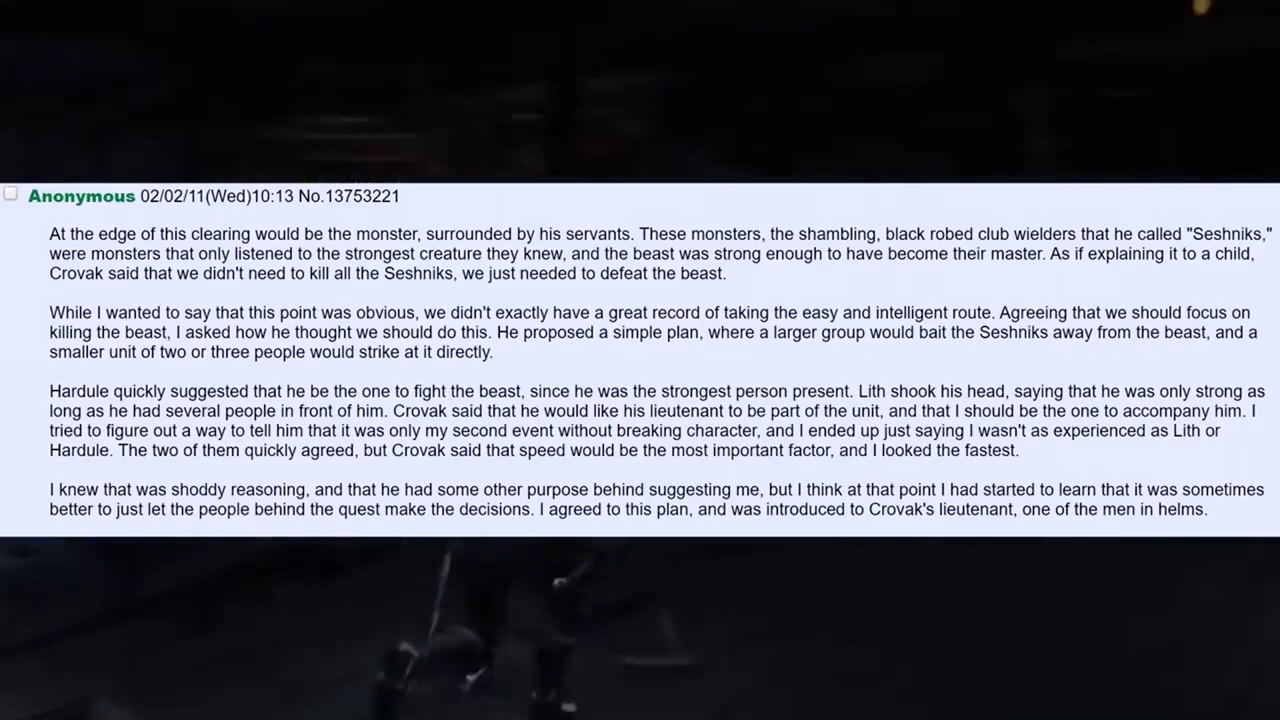 Anonymous 02/02/11(Wed)10:13 No.13753221
At the edge of this clearing would be the monster, surrounded by his servants. These monsters, the shambling, black robed club wielders that he called "Seshniks,"
were monsters that only listened to the strongest creature they knew, and the beast was strong enough to have become their master. As if explaining it to a child,
Crovak said that we didn't need to kill all the Seshniks, we just needed to defeat the beast.
While I wanted to say that this point was obvious, we didn't exactly have a great record of taking the easy and intelligent route. Agreeing that we should focus on
killing the beast, I asked how he thought we should do this. He proposed a simple plan, where a larger group would bait the Seshniks away from the beast, and a
smaller unit of two or three people would strike at it directly.
Hardule quickly suggested that he be the one to fight the beast, since he was the strongest person present. Lith shook his head, saying that he was only strong as
long as he had several people in front of him. Crovak said that he would like his lieutenant to be part of the unit, and that I should be the one to accompany him. I
tried to figure out a way to tell him that it was only my second event without breaking character, and I ended up just saying I wasn't as experienced as Lith or
Hardule. The two of them quickly agreed, but Crovak said that speed would be the most important factor, and I looked the fastest.
I knew that was shoddy reasoning, and that he had some other purpose behind suggesting me, but I think at that point I had started to learn that it was sometimes
better to just let the people behind the quest make the decisions. I agreed to this plan, and was introduced to Crovak's lieutenant, one of the men in helms.